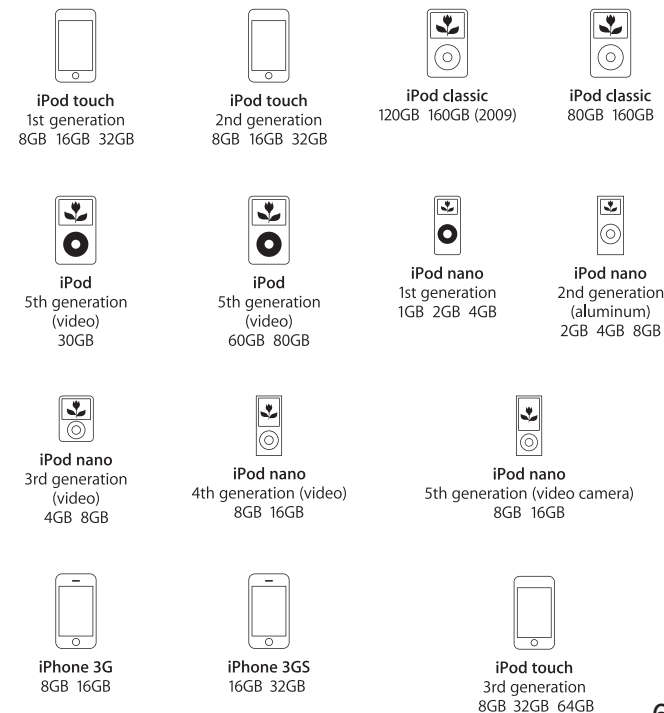 iPod touch
1st generation
8GB 16GB 32GB
iPod touch
2nd generation
8GB 16GB 32GB
iPod classic
120GB 160GB (2009)
iPod classic
80GB 160GB
iPod
5th generation
(video)
30GB
iPod
5th generation
(video)
60GB 80GB
iPod nano
1st generation
1GB 2GB 4GB
iPod nano
2nd generation
(aluminum)
2GB 4GB 8GB
iPod nano
3rd generation
(video)
4GB 8GB
iPod nano
4th generation (video)
8GB 16GB
iPod nano
5th generation (video camera)
8GB 16GB
iPhone 3G
8GB 16GB
iPhone 3GS
16GB 32GB
iPod touch
3rd generation
8GB 32GB 64GB